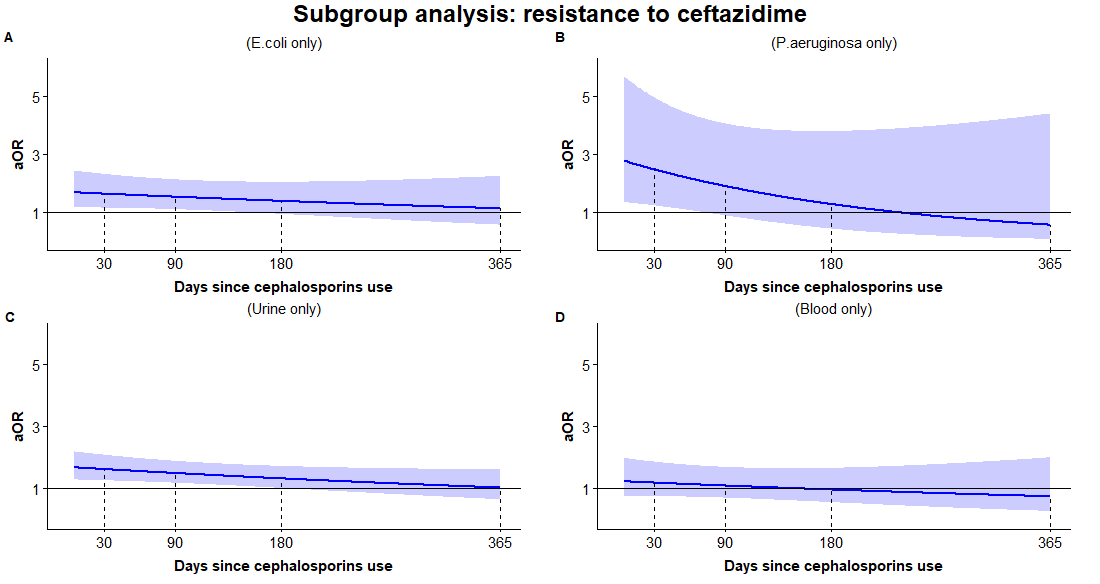 Subgroup analysis: resistance to ceftazidime
A
(E.coli only)
5
3
1
aOR
30 90 180 365
Days since cephalosporins use
B
(P.aeruginosa only)
5
3
1
aOR
30 90 180 365
Days since cephalosporins use
C
(Urine only)
5
3
1
aOR
30 90 180 365
Days since cephalosporins use
D
(Blood only)
5
3
1
aOR
30 90 180 365
Days since cephalosporins use